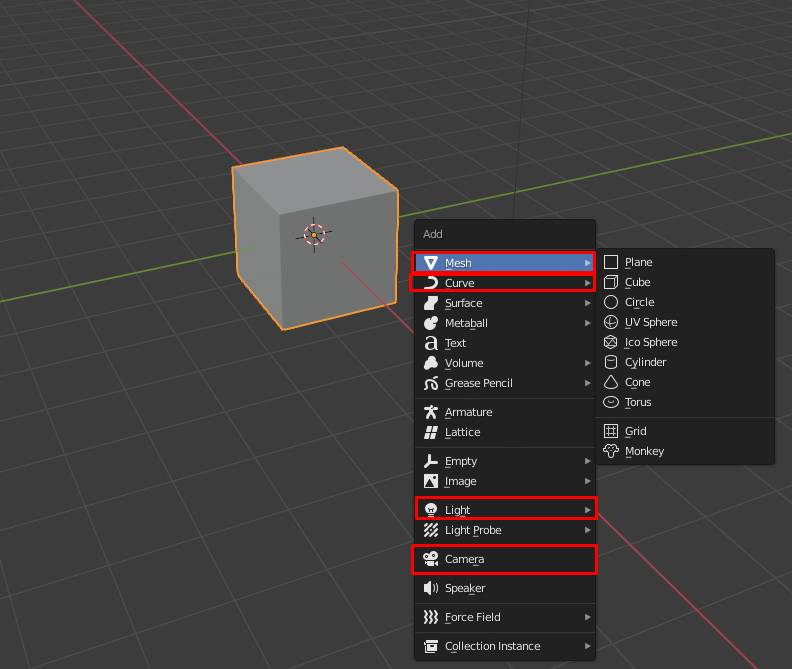 Add
Mesh
Curve
Surface
Metaball
Text
Volume
Grease Pencil
Armature
Lattice
Empty
Image
Light
Light Probe
Camera
Speaker
Force Field
Collection Instance
Plane
Cube
Circle
UV Sphere
Ico Sphere
Cylinder
Cone
Torus
Grid
Monkey